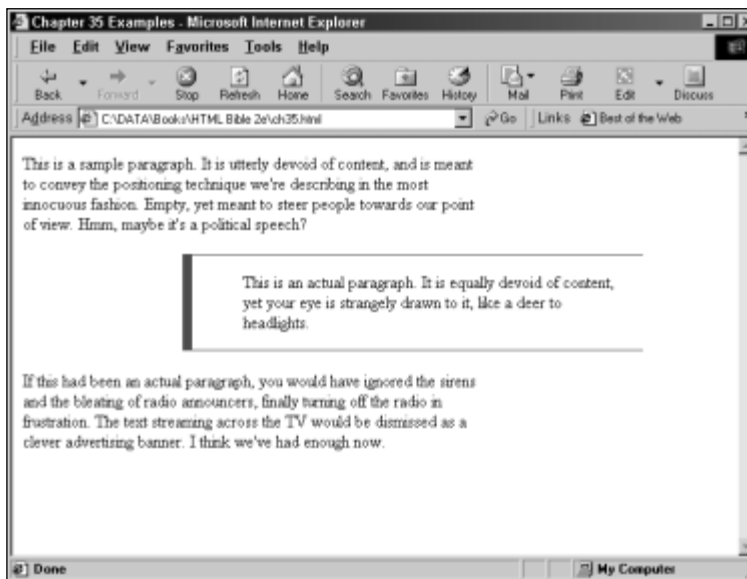 Chapter 35 Examples - Microsoft Internet Explorer
File Edit View Favorites Tools Help
Back Forward Stop Refresh Home Search Favorites History Mail Print Edit Discuss
Address C:\DATA\Books\HTML Bible 2e\ch35.html Go Links Best of the Web
This is a sample paragraph. It is utterly devoid of content, and is meant
to convey the positioning technique we're describing in the most
innocuous fashion. Empty, yet meant to steer people towards our point
of view. Hmm, maybe it's a political speech?
This is an actual paragraph. It is equally devoid of content,
yet your eye is strangely drawn to it, like a deer to
headlights.
If this had been an actual paragraph, you would have ignored the sirens
and the bleating of radio announcers, finally turning off the radio in
frustration. The text streaming across the TV would be dismissed as a
clever advertising banner. I think we've had enough now.
Done My Computer